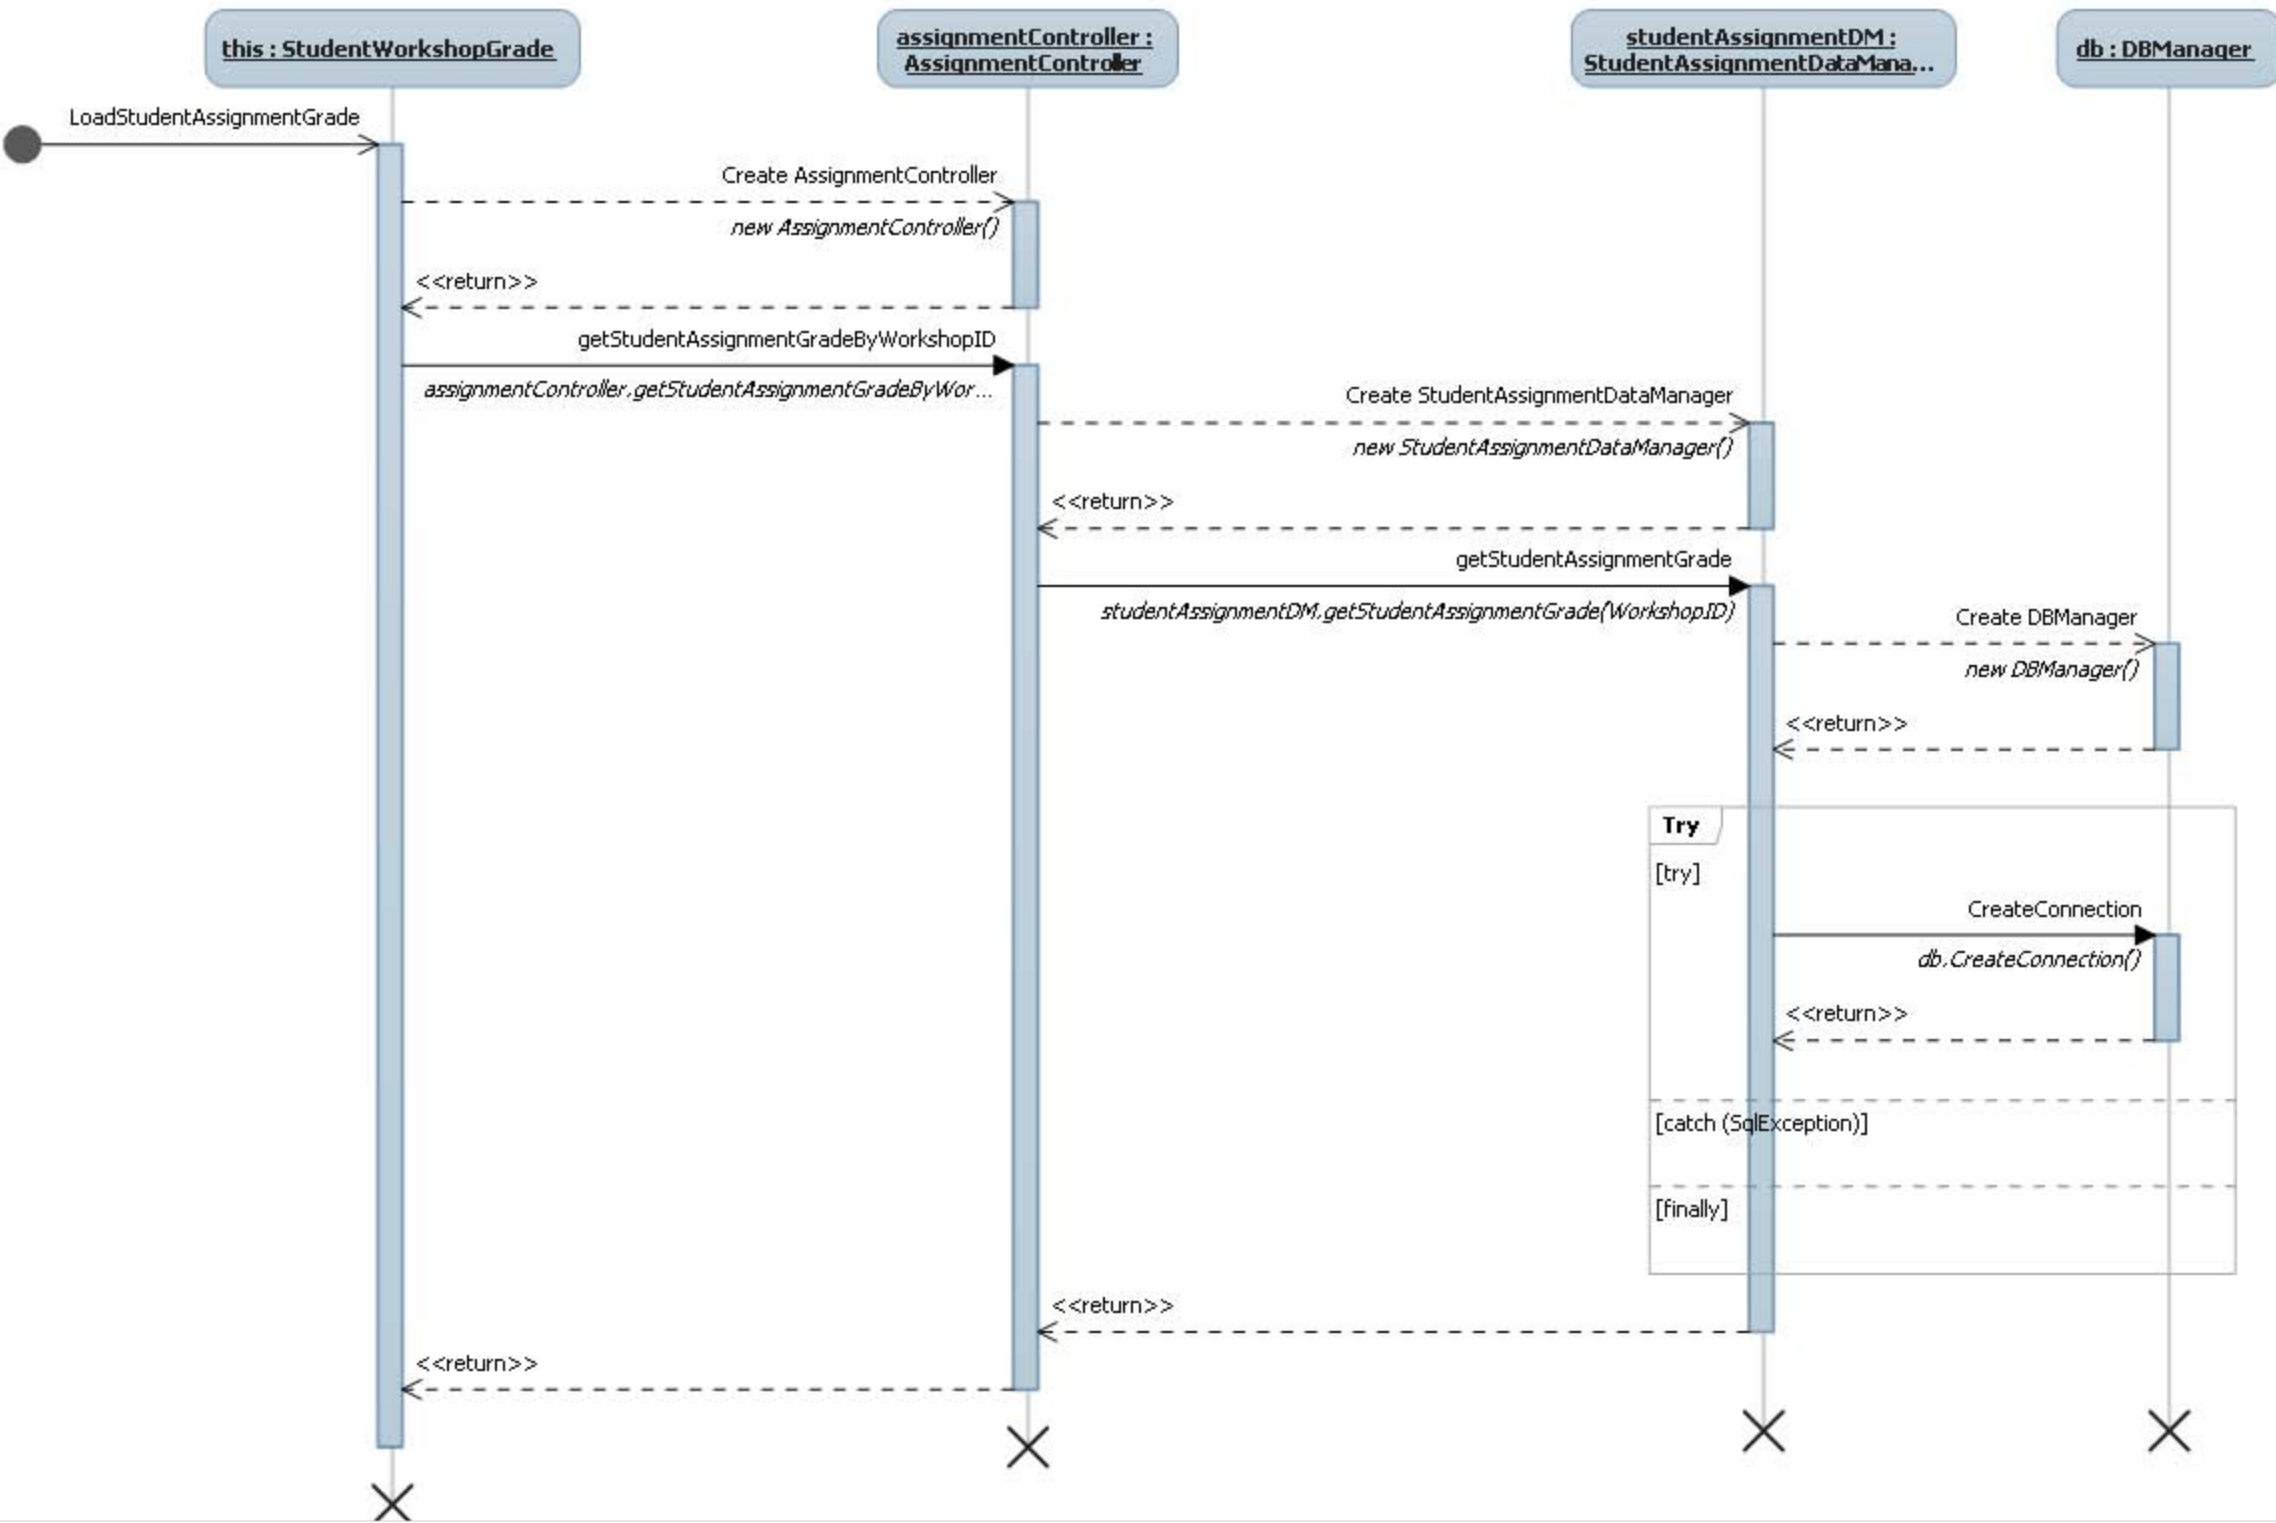 this : StudentWorkshopGrade
assignmentController :
AssignmentController
studentAssignmentDM :
StudentAssignmentDataMana...
db : DBManager
LoadStudentAssignmentGrade
Create AssignmentController
new AssignmentController()
<<return>>
getStudentAssignmentGradeByWorkshopID
assignmentController.getStudentAssignmentGradeByWor...
Create StudentAssignmentDataManager
new StudentAssignmentDataManager()
<<return>>
getStudentAssignmentGrade
studentAssignmentDM.getStudentAssignmentGrade(WorkshopID)
Create DBManager
new DBManager()
<<return>>
Try
[try]
CreateConnection
db.CreateConnection()
<<return>>
[catch (SqlException)]
[finally]
<<return>>
<<return>>